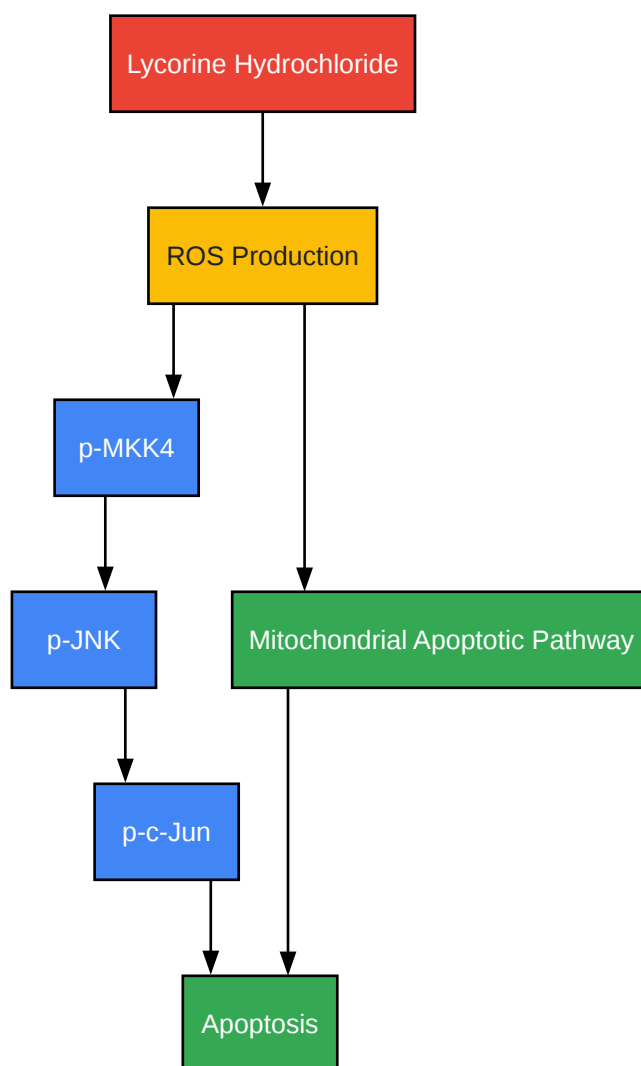 Lycorine Hydrochloride
ROS Production
p-MKK4
p-JNK
Mitochondrial Apoptotic Pathway
p-c-Jun
Apoptosis